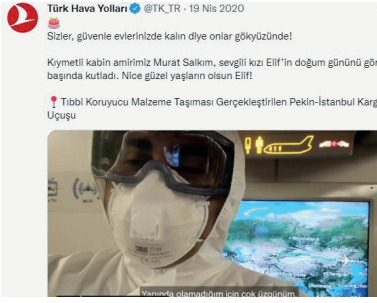 Türk Hava Yolları @TK_TR · 19 Nis 2020
Sizler, güvenle evlerinizde kalın diye onlar gökyüzünde!
Kıymetli kabin amirimiz Murat Salkım, sevgili kızı Elif'in doğum gününü gör
başında kutladı. Nice güzel yaşların olsun Elif!
Tıbbi Koruyucu Malzeme Taşıması Gerçekleştirilen Pekin-İstanbul Karg
Uçuşu
3M
Yanında olamadığım için çok üzgünüm